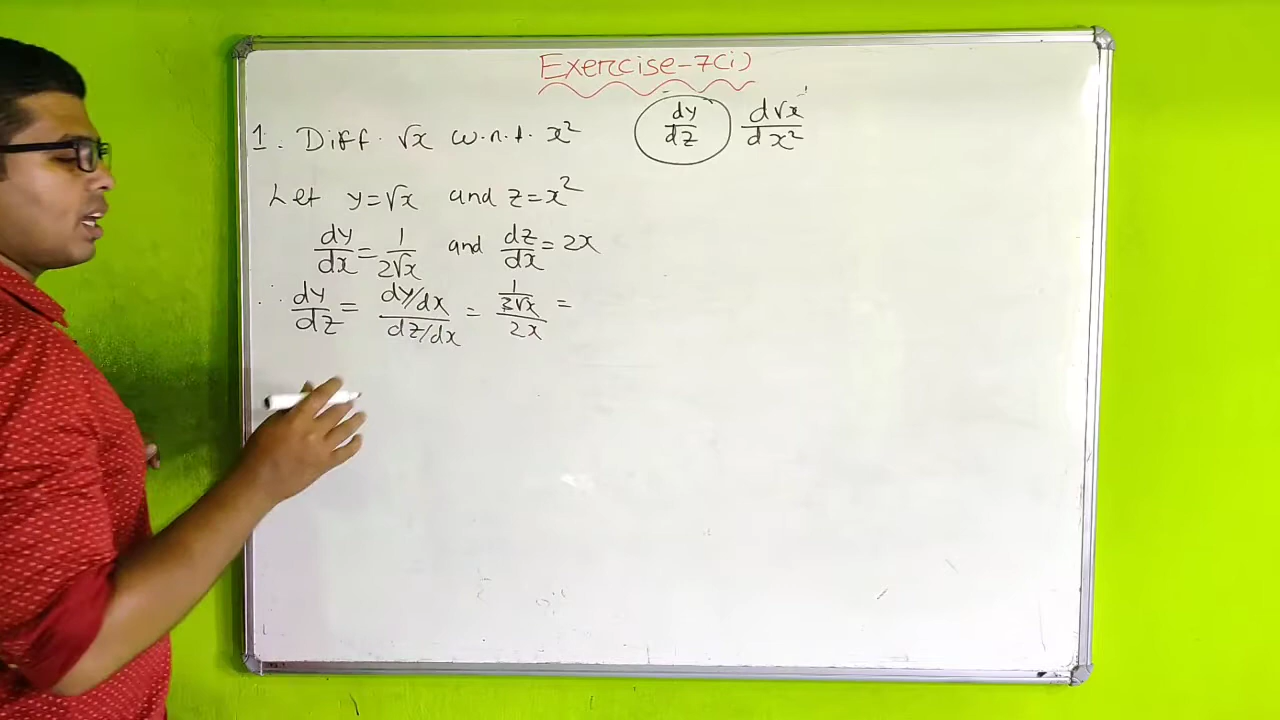 Exercise-7(i)
1. Diff. √x w.r.t. x² dy/dz d√x/dx²
Let y=√x and z=x²
dy/dx = 1/2√x and dz/dx = 2x
∴ dy/dz = (dy/dx)/(dz/dx) = (1/2√x)/2x =